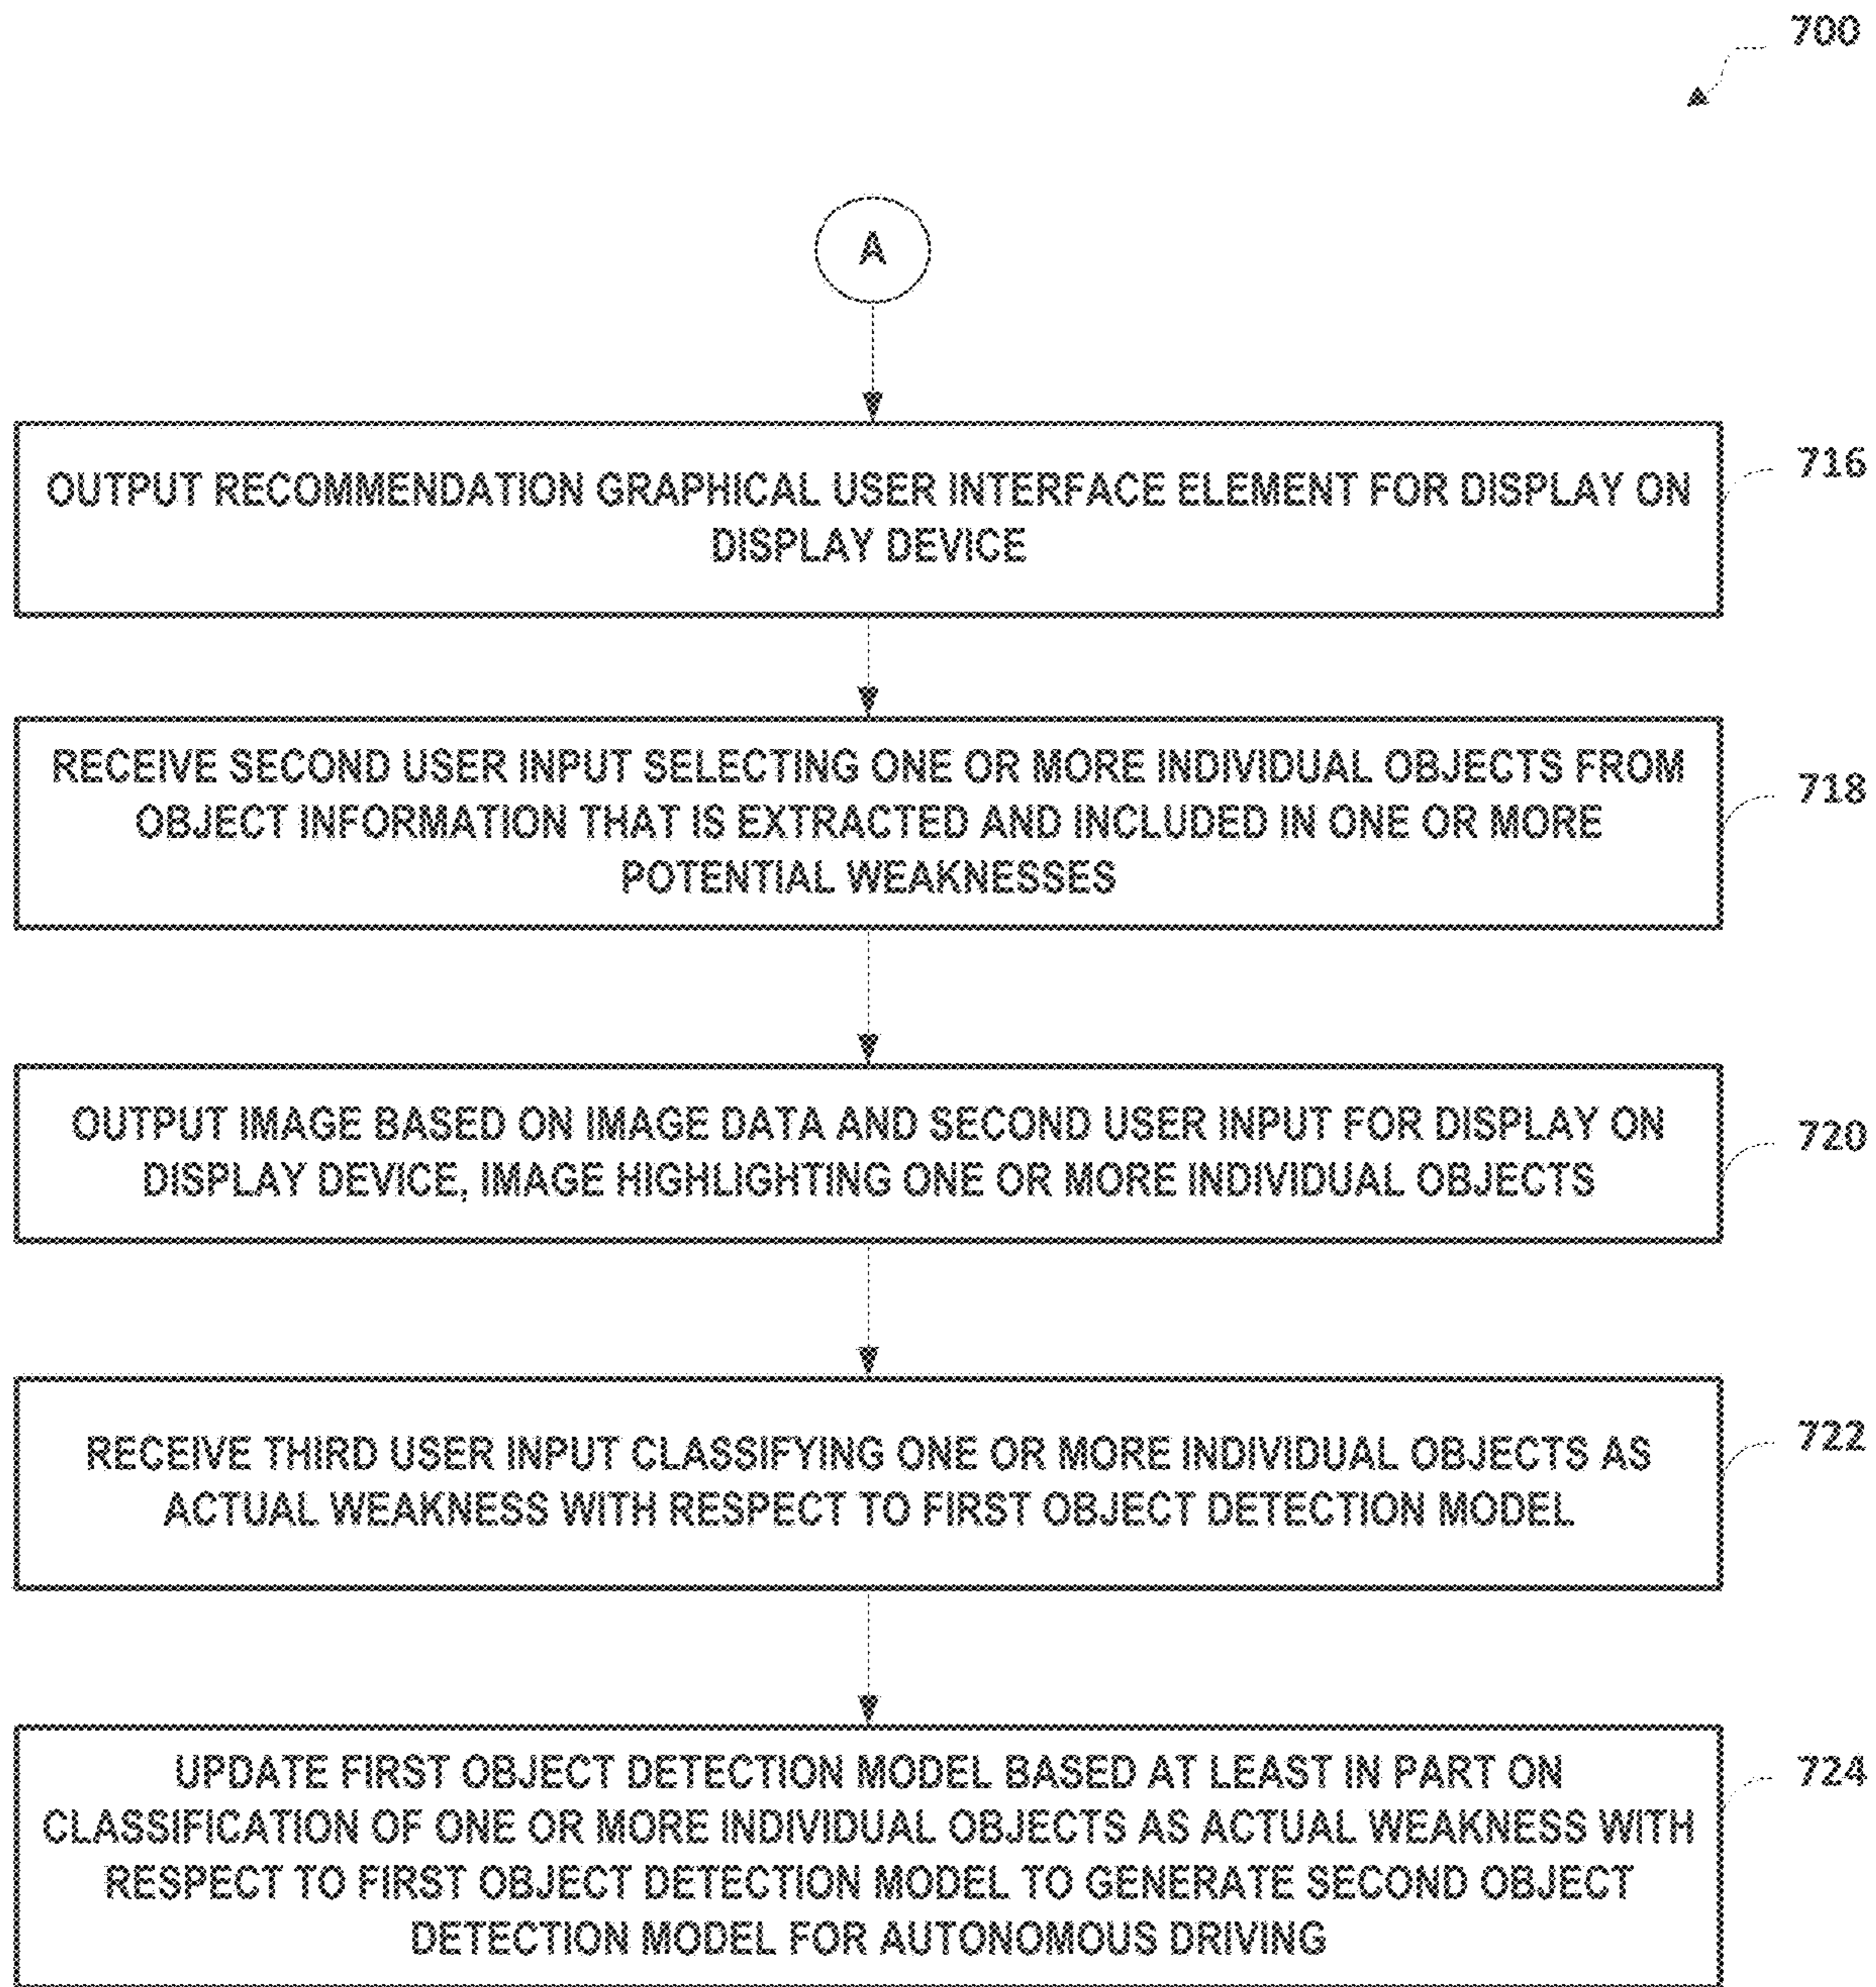 700
A
OUTPUT RECOMMENDATION GRAPHICAL USER INTERFACE ELEMENT FOR DISPLAY ON
DISPLAY DEVICE
716
RECEIVE SECOND USER INPUT SELECTING ONE OR MORE INDIVIDUAL OBJECTS FROM
OBJECT INFORMATION THAT IS EXTRACTED AND INCLUDED IN ONE OR MORE
POTENTIAL WEAKNESSES
718
OUTPUT IMAGE BASED ON IMAGE DATA AND SECOND USER INPUT FOR DISPLAY ON
DISPLAY DEVICE, IMAGE HIGHLIGHTING ONE OR MORE INDIVIDUAL OBJECTS
720
RECEIVE THIRD USER INPUT CLASSIFYING ONE OR MORE INDIVIDUAL OBJECTS AS
ACTUAL WEAKNESS WITH RESPECT TO FIRST OBJECT DETECTION MODEL
722
UPDATE FIRST OBJECT DETECTION MODEL BASED AT LEAST IN PART ON
CLASSIFICATION OF ONE OR MORE INDIVIDUAL OBJECTS AS ACTUAL WEAKNESS WITH
RESPECT TO FIRST OBJECT DETECTION MODEL TO GENERATE SECOND OBJECT
DETECTION MODEL FOR AUTONOMOUS DRIVING
724